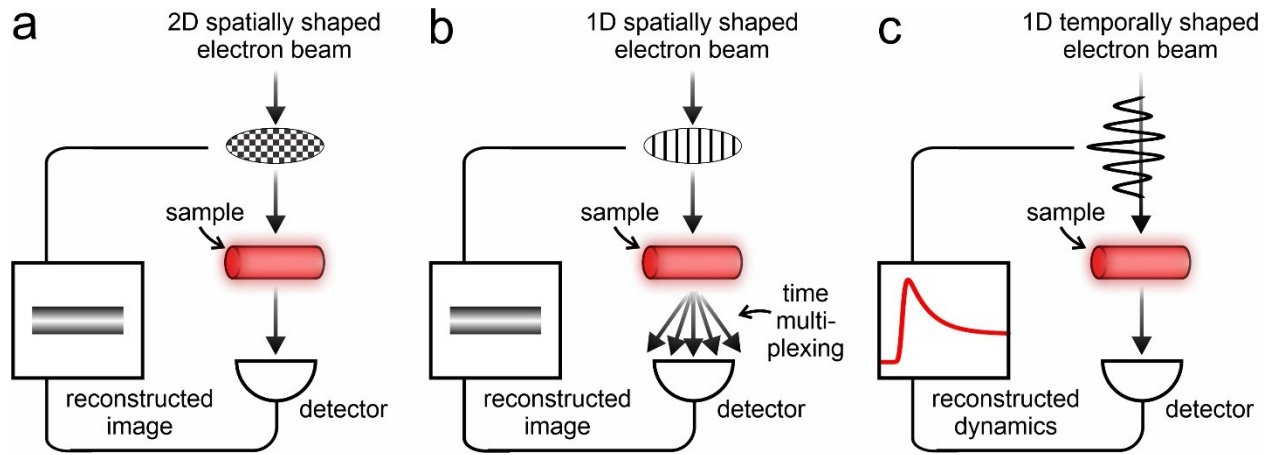 a
2D spatially shaped
electron beam
sample
reconstructed
image
detector
b
1D spatially shaped
electron beam
sample
time
multi-
plexing
reconstructed
image
detector
c
1D temporally shaped
electron beam
sample
reconstructed
dynamics
detector